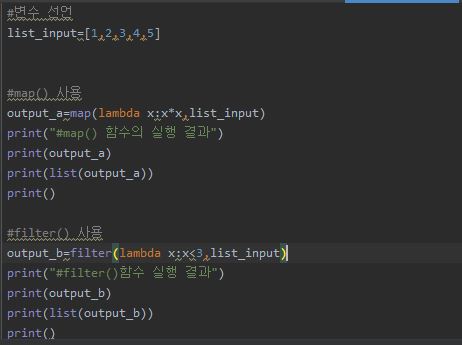 #변수 선언
list_input=[1,2,3,4,5]
#map() 사용
output_a=map(lambda x:x*x,list_input)
print("#map() 함수의 실행 결과")
print(output_a)
print(list(output_a))
print()
#filter() 사용
output_b=filter(lambda x:x<3,list_input)
print("#filter()함수 실행 결과")
print(output_b)
print(list(output_b))
print()